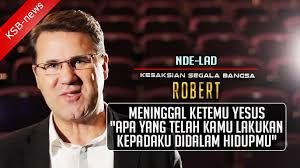 KSB-news
NDE-LAD
KESAKSIAN SEGALA BANGSA
ROBERT
MENINGGAL KETEMU YESUS
"APA YANG TELAH KAMU LAKUKAN
KEPADAKU DIDALAM HIDUPMU"